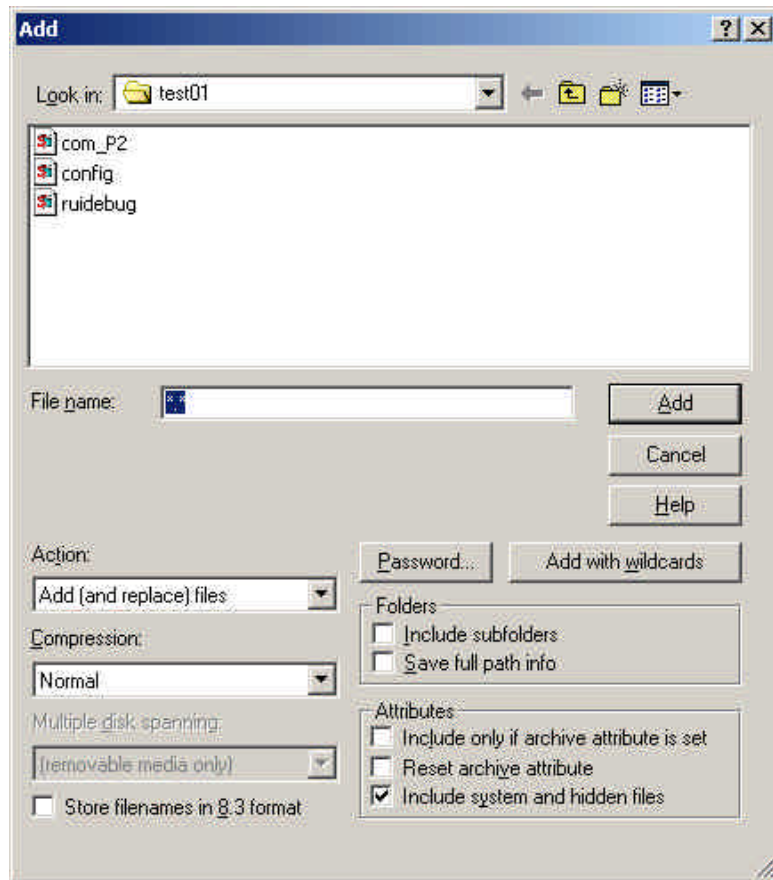 Add
Look in: test01
com_P2
config
ruidebug
File name: *.*
Add
Cancel
Help
Action:
Add (and replace) files
Compression:
Normal
Multiple disk spanning:
(removable media only)
Store filenames in 8.3 format
Password...
Add with wildcards
Folders
Include subfolders
Save full path info
Attributes
Include only if archive attribute is set
Reset archive attribute
Include system and hidden files